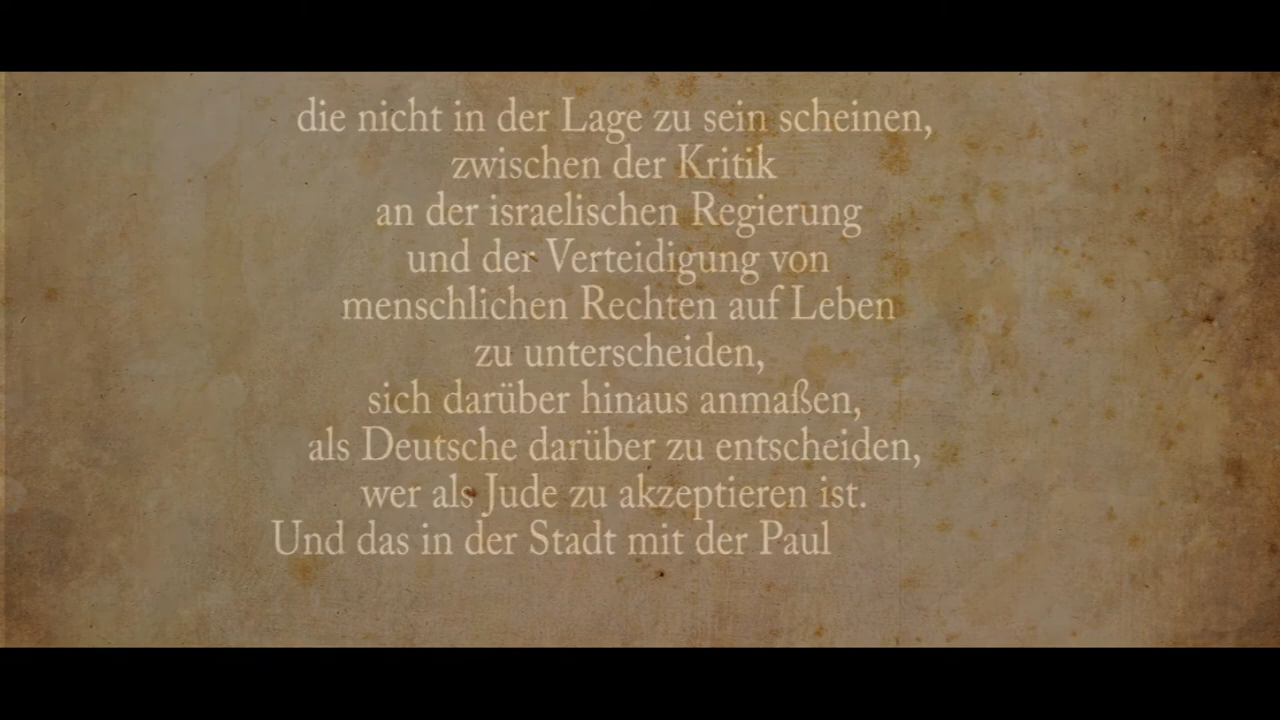 die nicht in der Lage zu sein scheinen,
zwischen der Kritik
an der israelischen Regierung
und der Verteidigung von
menschlichen Rechten auf Leben
zu unterscheiden,
sich darüber hinaus anmaßen,
als Deutsche darüber zu entscheiden,
wer als Jude zu akzeptieren ist.
Und das in der Stadt mit der Paul